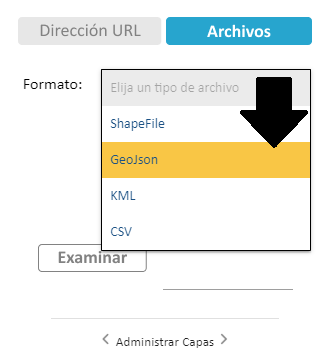 Dirección URL
Archivos
Formato:
Elija un tipo de archivo
ShapeFile
GeoJson
KML
CSV
Examinar
Administrar Capas